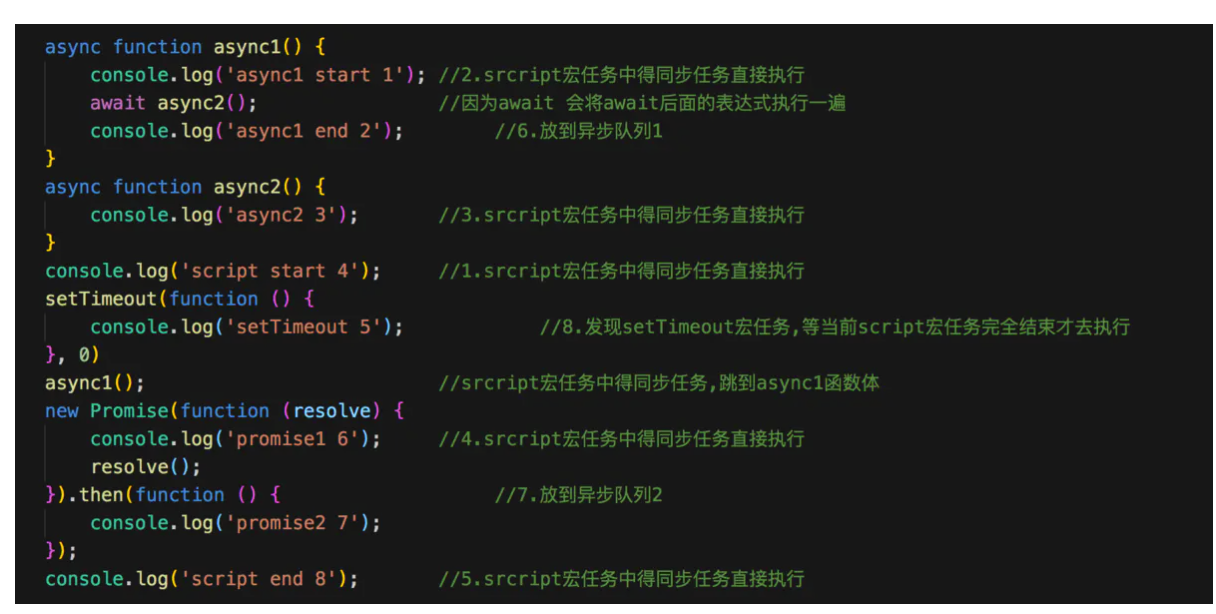 async function async1() {
    console.log('async1 start 1'); //2.srcript宏任务中得同步任务直接执行
    await async2();                //因为await 会将await后面的表达式执行一遍
    console.log('async1 end 2');        //6.放到异步队列1
}
async function async2() {
    console.log('async2 3');       //3.srcript宏任务中得同步任务直接执行
}
console.log('script start 4');     //1.srcript宏任务中得同步任务直接执行
setTimeout(function () {
    console.log('setTimeout 5');            //8.发现setTimeout宏任务,等当前script宏任务完全结束才去执行
}, 0)
async1();                          //srcript宏任务中得同步任务,跳到async1函数体
new Promise(function (resolve) {
    console.log('promise1 6');     //4.srcript宏任务中得同步任务直接执行
    resolve();
}).then(function () {                   //7.放到异步队列2
    console.log('promise2 7');
});
console.log('script end 8');       //5.srcript宏任务中得同步任务直接执行